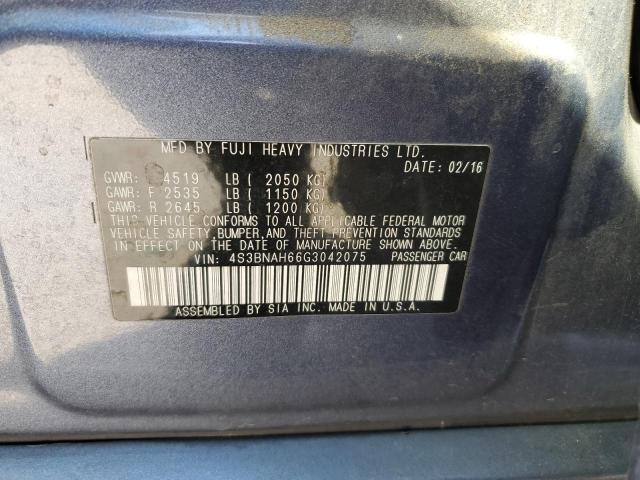 MFD BY FUJI HEAVY INDUSTRIES LTD.
DATE: 02/16
GVWR: 4519 LB ( 2050 KG)
GAWR: F 2535 LB ( 1150 KG)
GAWR: R 2645 LB ( 1200 KG)
THIS VEHICLE CONFORMS TO ALL APPLICABLE FEDERAL MOTOR
VEHICLE SAFETY, BUMPER, AND THEFT PREVENTION STANDARDS
IN EFFECT ON THE DATE OF MANUFACTURE SHOWN ABOVE.
VIN: 4S3BNAH66G3042075 PASSENGER CAR
ASSEMBLED BY SIA INC. MADE IN U.S.A.